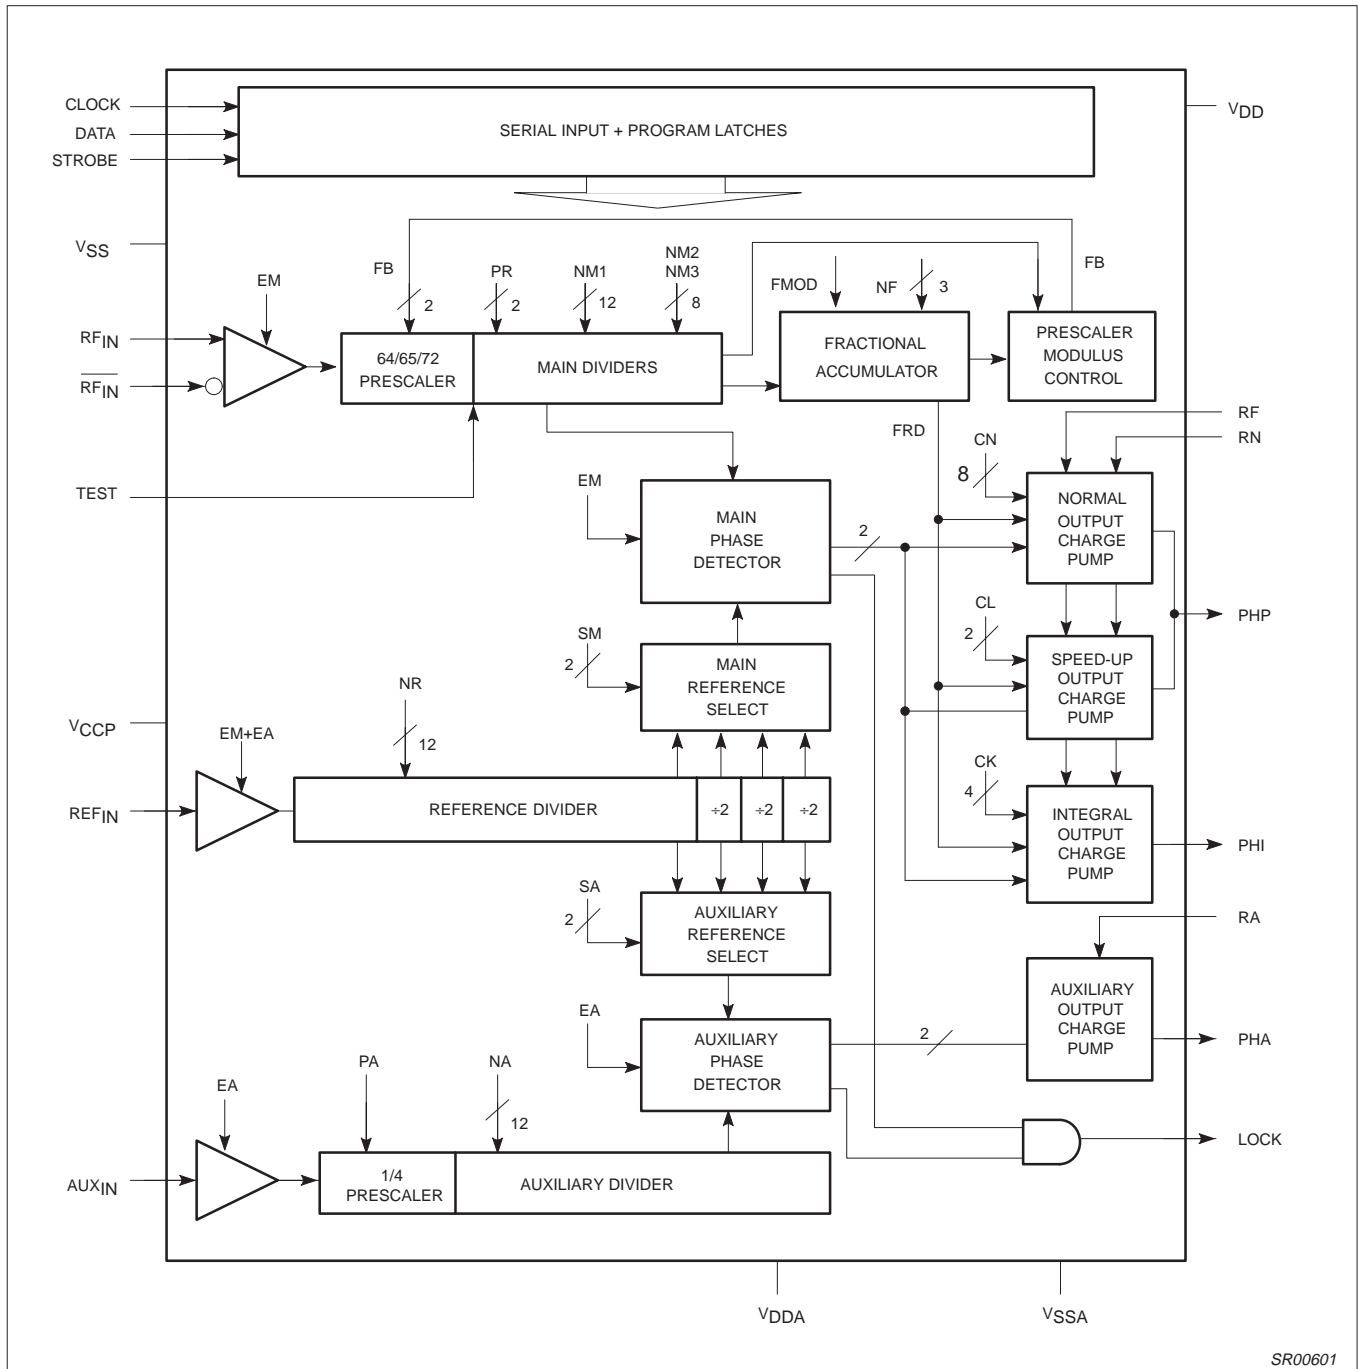 CLOCK
DATA
STROBE
SERIAL INPUT + PROGRAM LATCHES
VDD
VSS
EM
FB
2
PR
2
NM1
12
NM2
NM3
8
FMOD
NF
3
FB
RFIN
RFIN
64/65/72
PRESCALER
MAIN DIVIDERS
FRACTIONAL
ACCUMULATOR
PRESCALER
MODULUS
CONTROL
FRD
RF
RN
CN
8
TEST
EM
MAIN
PHASE
DETECTOR
2
NORMAL
OUTPUT
CHARGE
PUMP
CL
2
PHP
SM
2
MAIN
REFERENCE
SELECT
SPEED-UP
OUTPUT
CHARGE
PUMP
VCCP
EM+EA
NR
12
CK
4
REFIN
REFERENCE DIVIDER
÷2
÷2
÷2
INTEGRAL
OUTPUT
CHARGE
PUMP
PHI
SA
2
AUXILIARY
REFERENCE
SELECT
RA
EA
AUXILIARY
PHASE
DETECTOR
2
AUXILIARY
OUTPUT
CHARGE
PUMP
PHA
EA
PA
NA
12
LOCK
AUXIN
1/4
PRESCALER
AUXILIARY DIVIDER
VDDA
VSSA
SR00601